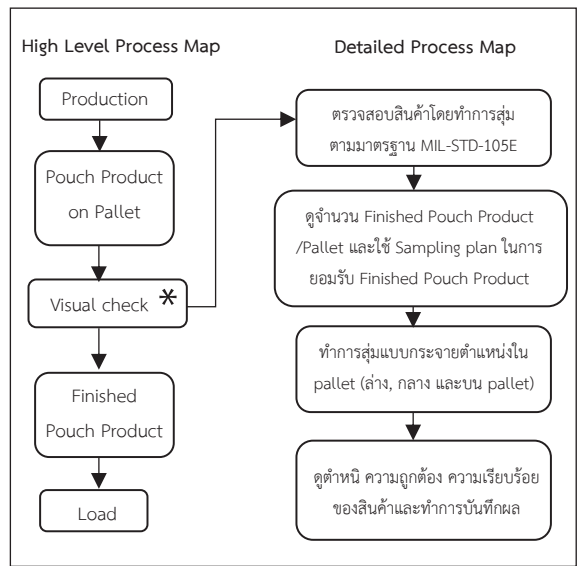 High Level Process Map
Production
Pouch Product
on Pallet
Visual check *
Finished
Pouch Product
Load
Detailed Process Map
ตรวจสอบสินค้าโดยทำการสุ่ม
ตามมาตรฐาน MIL-STD-105E
ดูจำนวน Finished Pouch Product
/Pallet และใช้ Sampling plan ในการ
ยอมรับ Finished Pouch Product
ทำการสุ่มแบบกระจายตำแหน่งใน
pallet (ล่าง, กลาง และบน pallet)
ดูตำหนิ ความถูกต้อง ความเรียบร้อย
ของสินค้าและทำการบันทึกผล